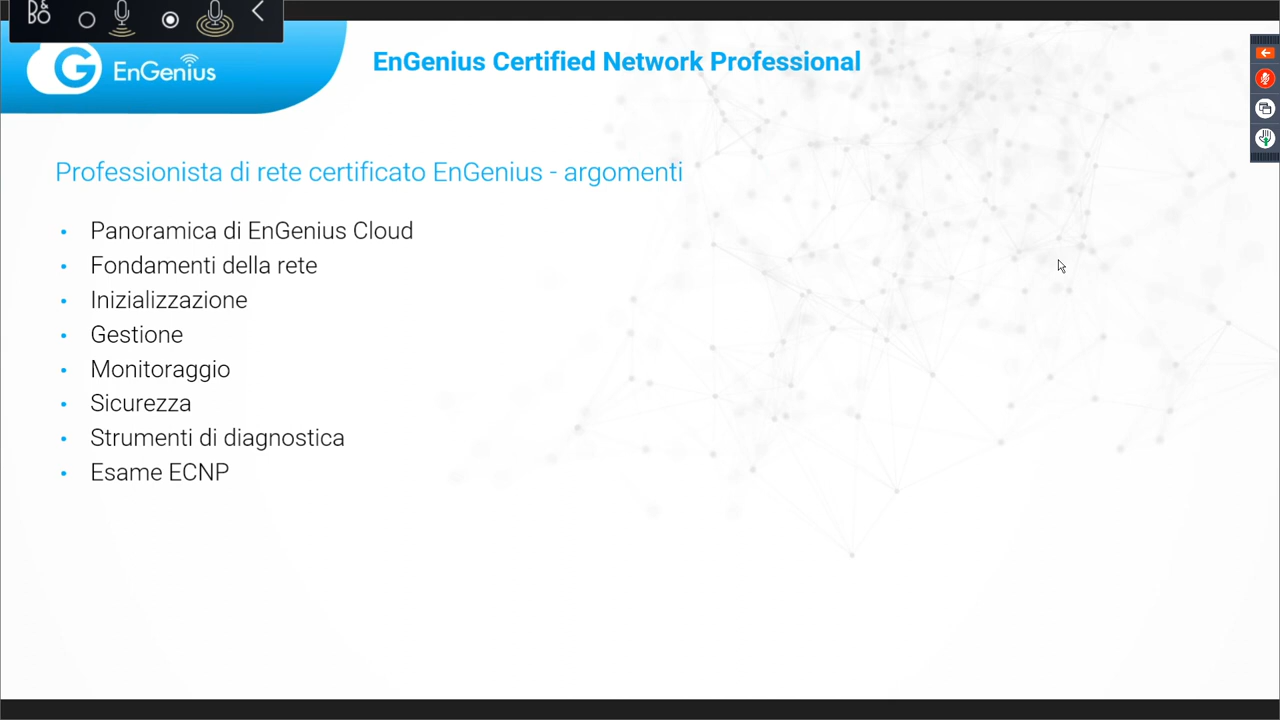 B&O
EnGenius
EnGenius Certified Network Professional
Professionista di rete certificato EnGenius - argomenti
• Panoramica di EnGenius Cloud
• Fondamenti della rete
• Inizializzazione
• Gestione
• Monitoraggio
• Sicurezza
• Strumenti di diagnostica
• Esame ECNP